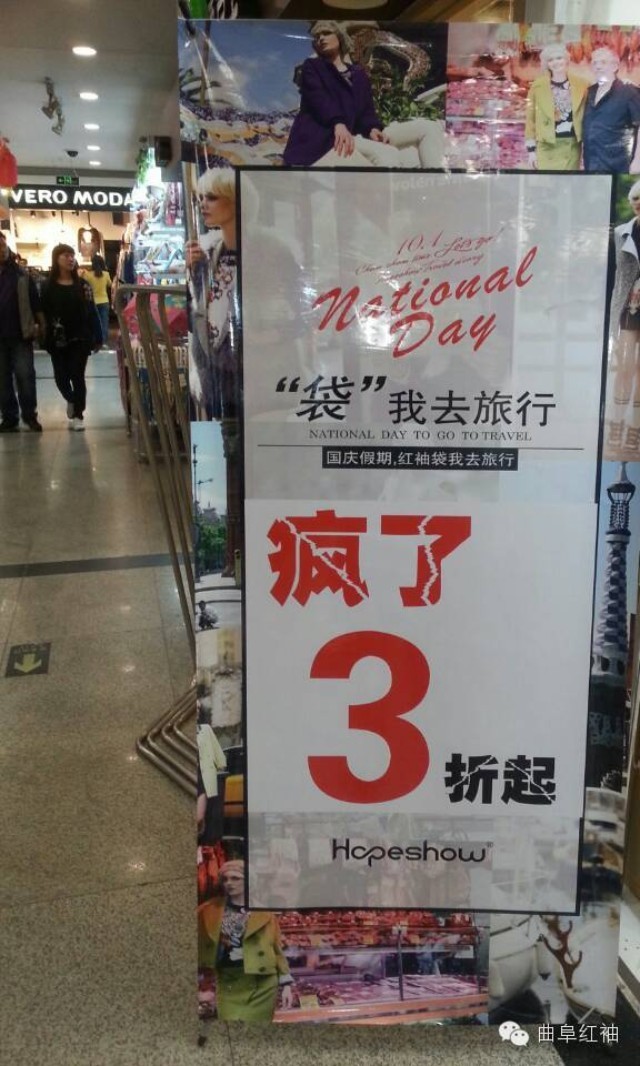 VERO MODA
10.1
Let's go!
National
Day
“袋”我去旅行
NATIONAL DAY TO GO TO TRAVEL
国庆假期,红袖袋我去旅行
疯了
3折起
Hopeshow®
曲阜红袖